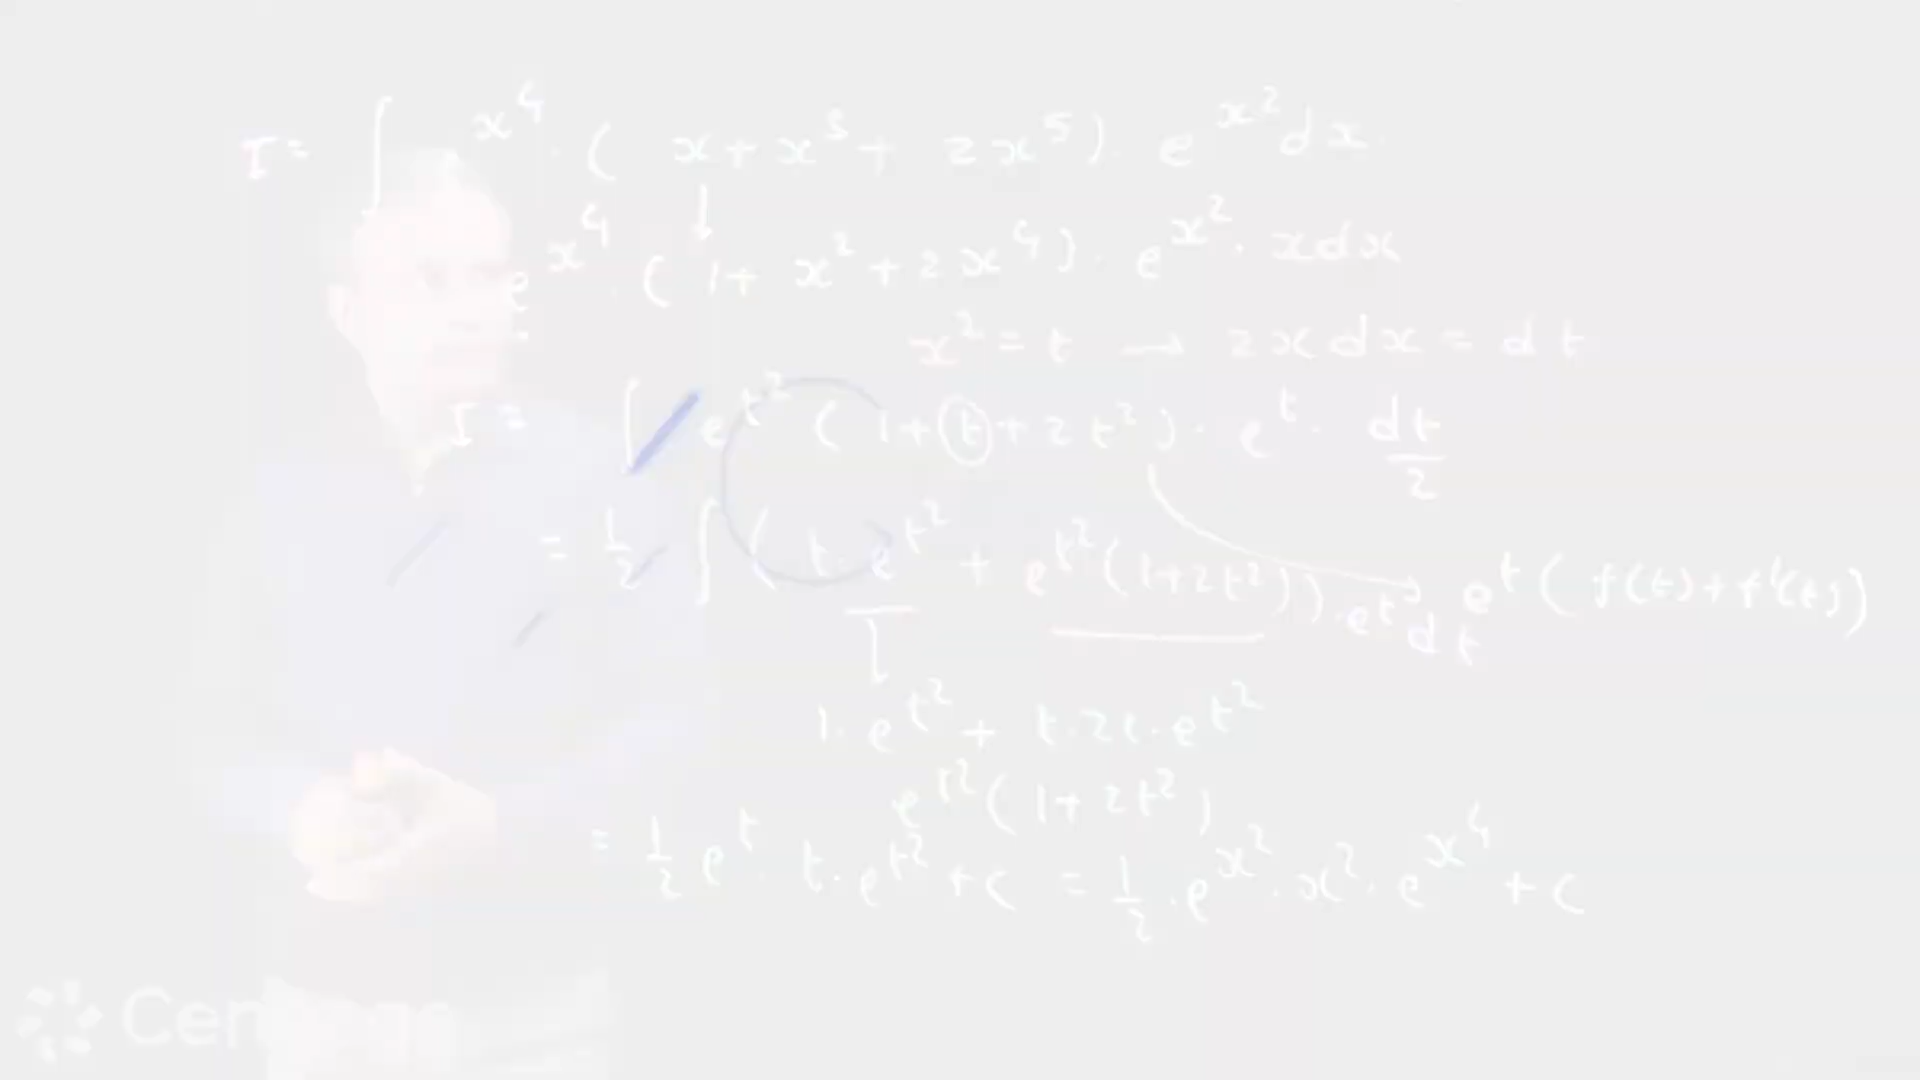 I = ∫ x⁴ · ( x + x³ + 2x⁵ ) · e^x² dx
e^x⁴ · ( 1 + x² + 2x⁴ ) · e^x² · x dx
x² = t → 2x dx = dt
I = ∫ e^t² ( 1 + t + 2t² ) · e^t · dt/2
= 1/2 ∫ ( t · e^t² + e^t² ( 1 + 2t² ) ) · e^t dt e^t ( f(t) + f'(t) )
1 · e^t² + t · 2t · e^t²
e^t² ( 1 + 2t² )
= 1/2 e^t · t · e^t² + c = 1/2 · e^x² · x² · e^x⁴ + c